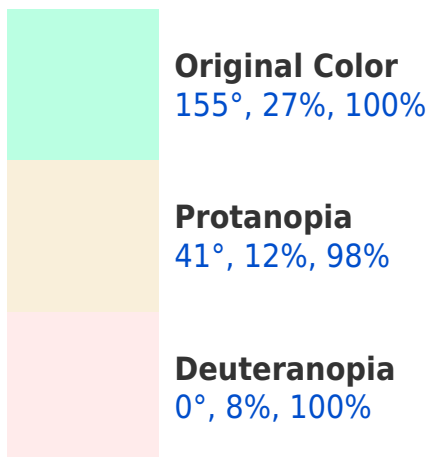 Original Color
155°, 27%, 100%
Protanopia
41°, 12%, 98%
Deuteranopia
0°, 8%, 100%